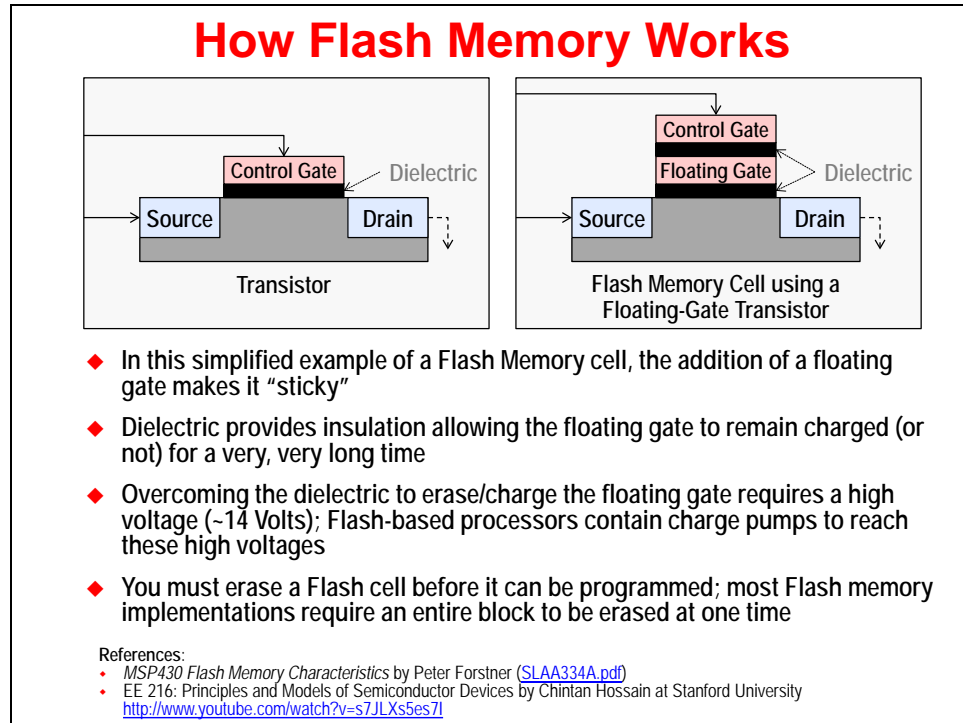 How Flash Memory Works
Control Gate
Dielectric
Source
Drain
Transistor
Control Gate
Floating Gate
Dielectric
Source
Drain
Flash Memory Cell using a
Floating-Gate Transistor
◆ In this simplified example of a Flash Memory cell, the addition of a floating
gate makes it “sticky”
◆ Dielectric provides insulation allowing the floating gate to remain charged (or
not) for a very, very long time
◆ Overcoming the dielectric to erase/charge the floating gate requires a high
voltage (~14 Volts); Flash-based processors contain charge pumps to reach
these high voltages
◆ You must erase a Flash cell before it can be programmed; most Flash memory
implementations require an entire block to be erased at one time
References:
◆ MSP430 Flash Memory Characteristics by Peter Forstner (SLAA334A.pdf)
◆ EE 216: Principles and Models of Semiconductor Devices by Chintan Hossain at Stanford University
http://www.youtube.com/watch?v=s7JLXs5es7I